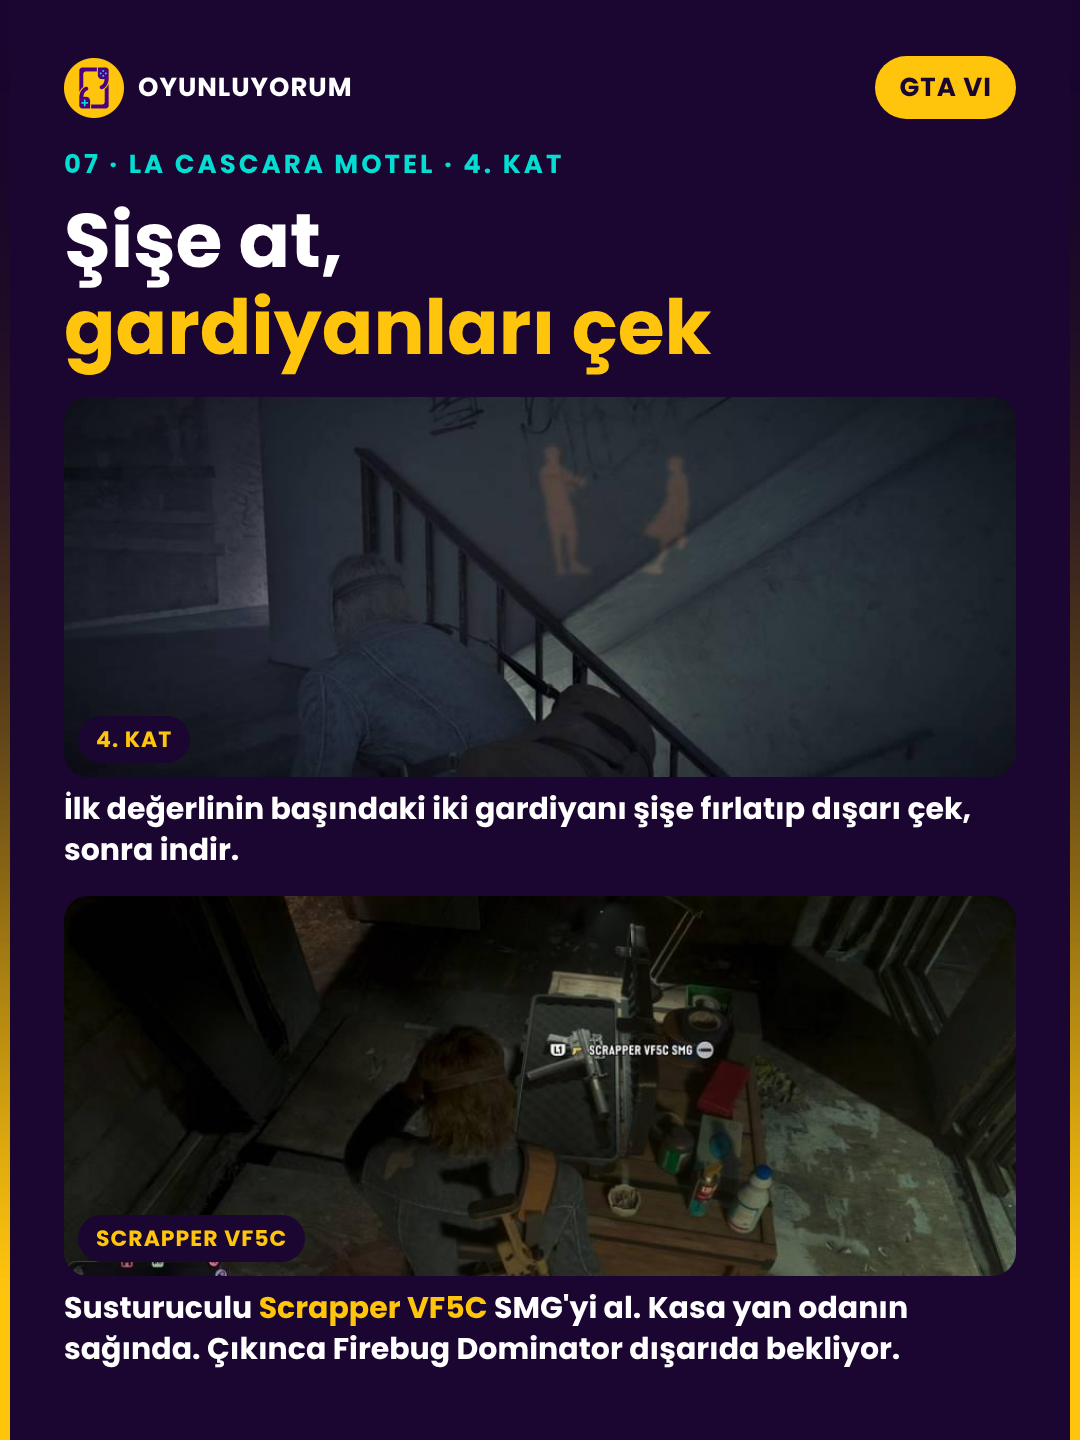 OYUNLUYORUM
GTA VI
07 · LA CASCARA MOTEL · 4. KAT
Şişe at,
gardiyanları çek
4. KAT
İlk değerlinin başındaki iki gardiyanı şişe fırlatıp dışarı çek,
sonra indir.
L1 SCRAPPER VF5C SMG
SCRAPPER VF5C
Susturuculu Scrapper VF5C SMG'yi al. Kasa yan odanın
sağında. Çıkınca Firebug Dominator dışarıda bekliyor.